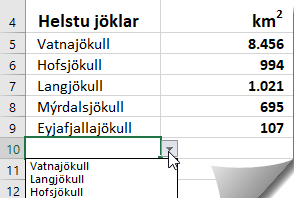 4 Helstu jöklar km²
5 Vatnajökull 8.456
6 Hofsjökull 994
7 Langjökull 1.021
8 Mýrdalsjökull 695
9 Eyjafjallajökull 107
10
11 Vatnajökull
Langjökull
12 Hofsjökull